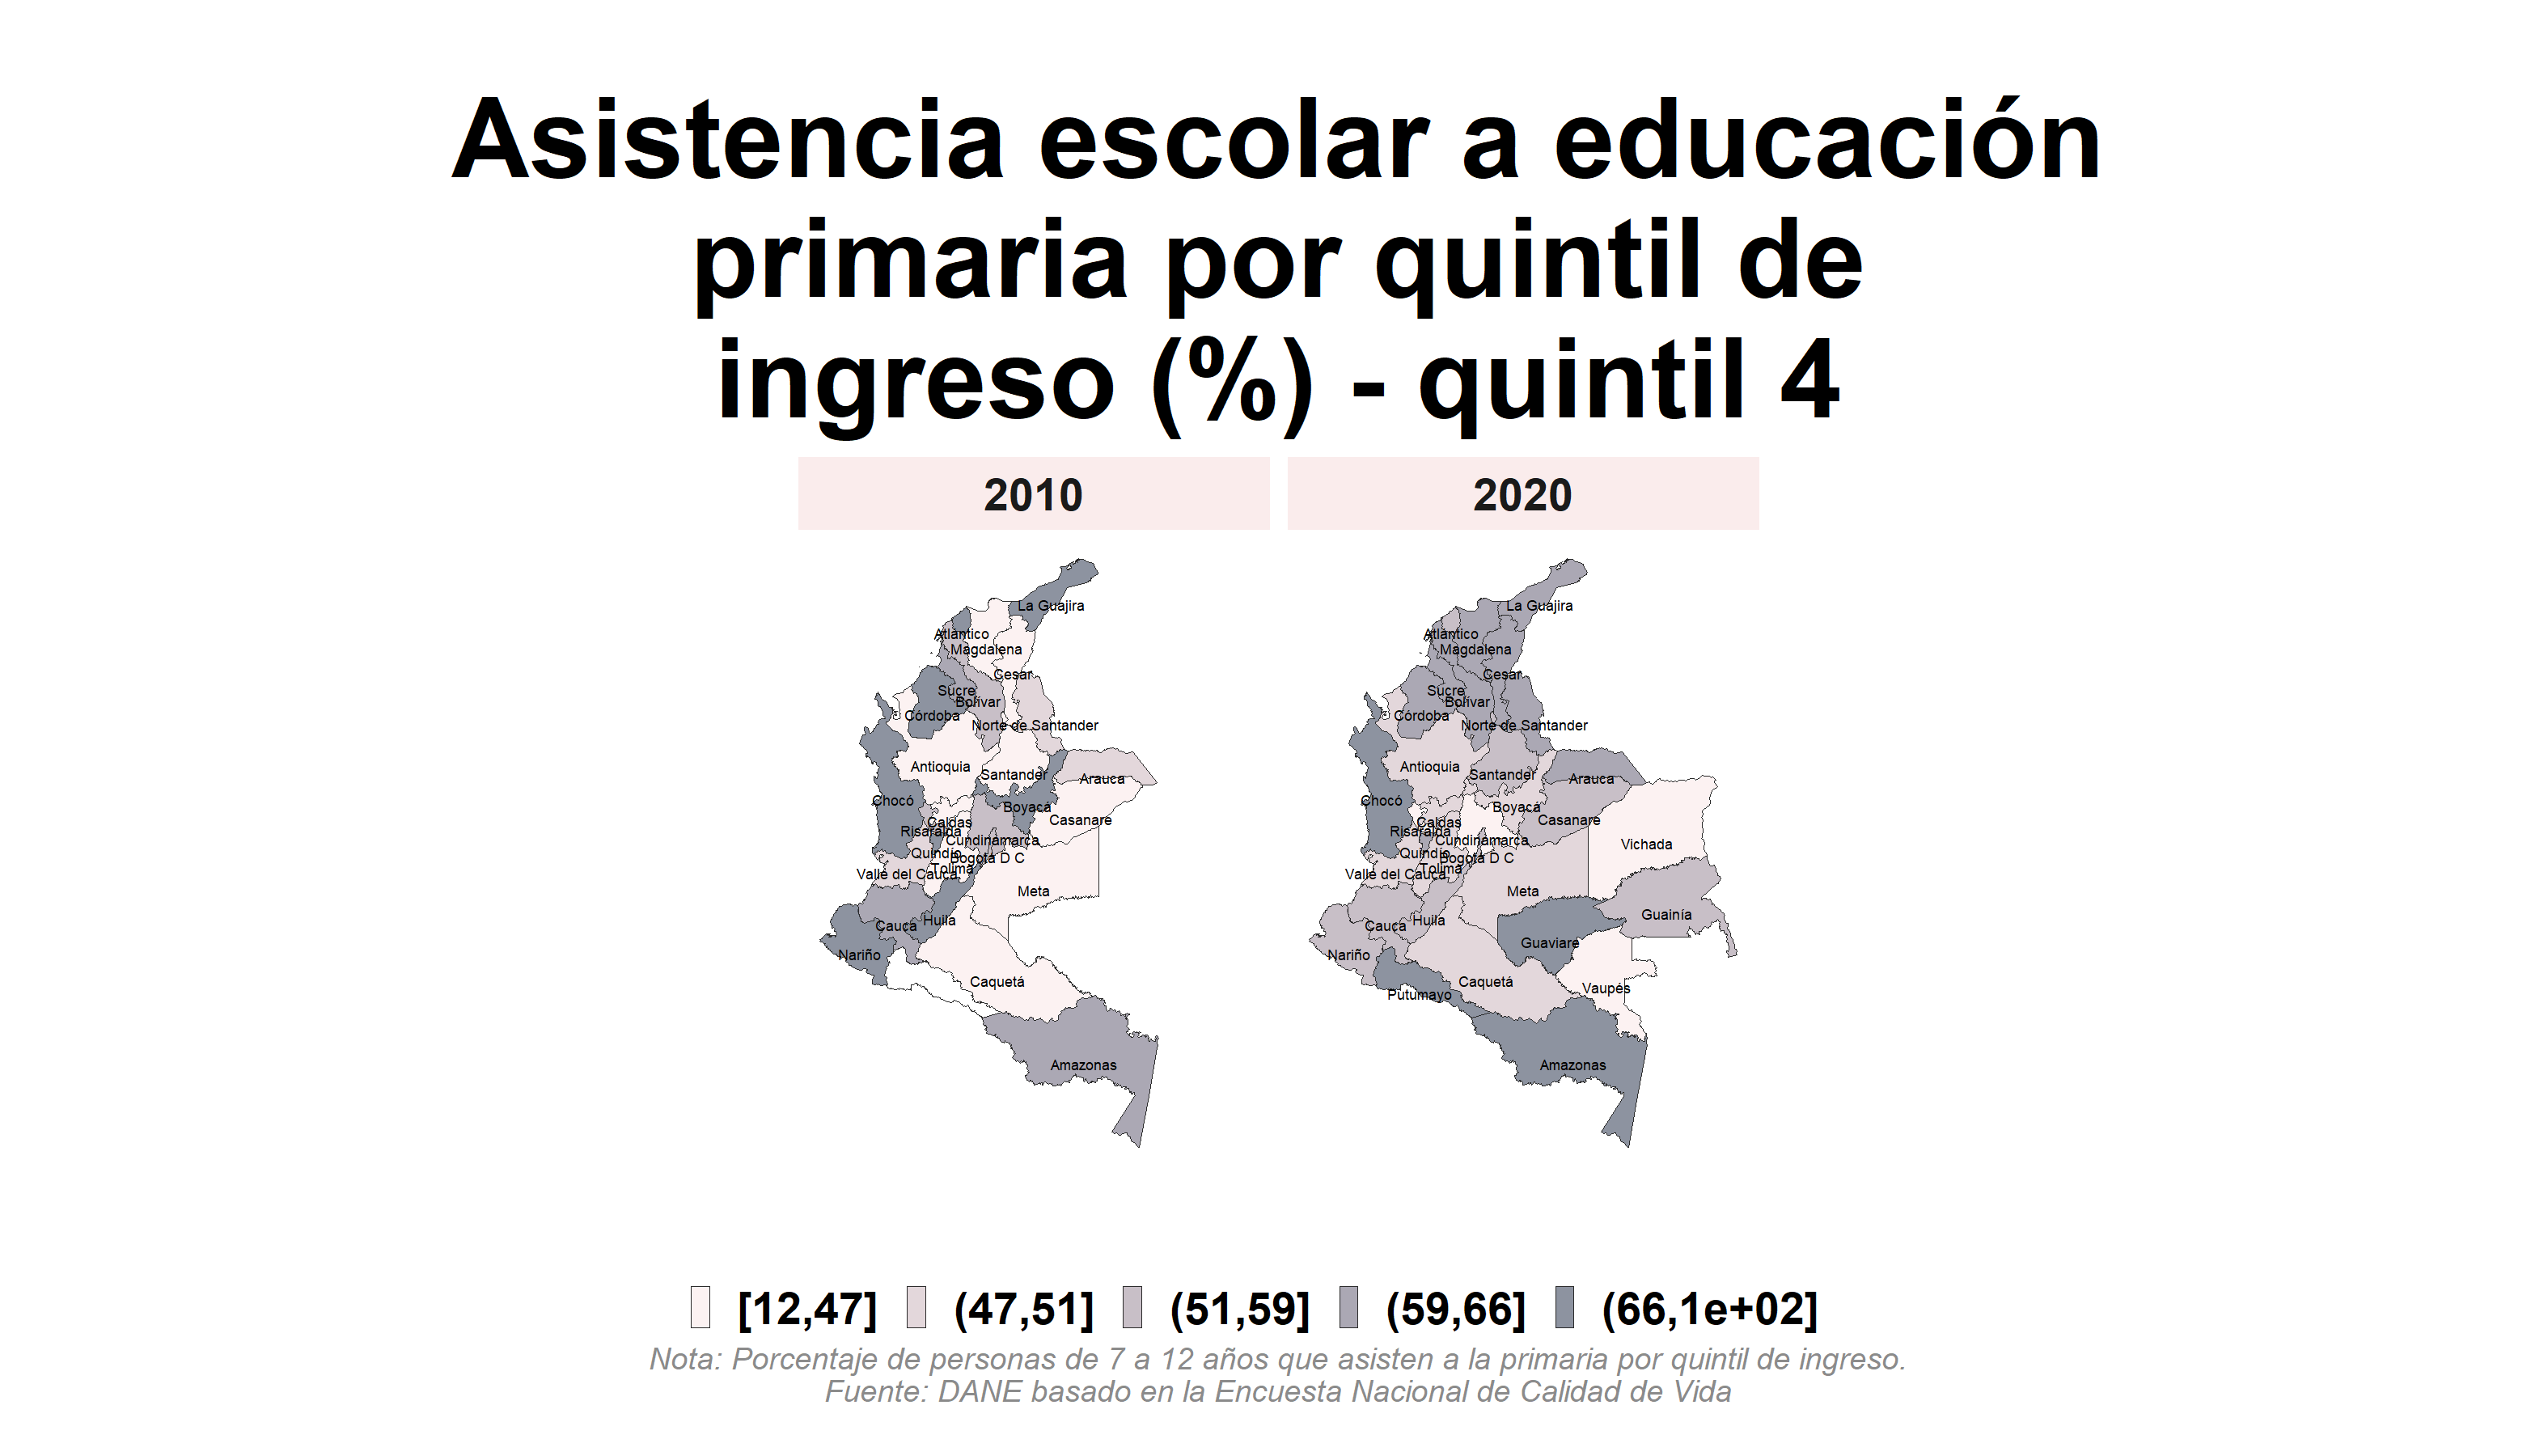 Asistencia escolar a educación
primaria por quintil de
ingreso (%) - quintil 4
2010
2020
La Guajira
Atlántico
Magdalena
Cesar
Sucre
Bolívar
Córdoba
Norte de Santander
Antioquia
Santander
Arauca
Chocó
Boyacá
Caldas
Casanare
Risaralda
Cundinamarca
Quindío
Bogotá D C
Tolima
Valle del Cauca
Meta
Cauca
Huila
Nariño
Caquetá
Amazonas
La Guajira
Atlántico
Magdalena
Cesar
Sucre
Bolívar
Córdoba
Norte de Santander
Antioquia
Santander
Arauca
Chocó
Boyacá
Caldas
Casanare
Risaralda
Cundinamarca
Vichada
Quindío
Bogotá D C
Tolima
Valle del Cauca
Meta
Guainía
Cauca
Huila
Guaviare
Nariño
Caquetá
Vaupés
Putumayo
Amazonas
[12,47] (47,51] (51,59] (59,66] (66,1e+02]
Nota: Porcentaje de personas de 7 a 12 años que asisten a la primaria por quintil de ingreso.
Fuente: DANE basado en la Encuesta Nacional de Calidad de Vida